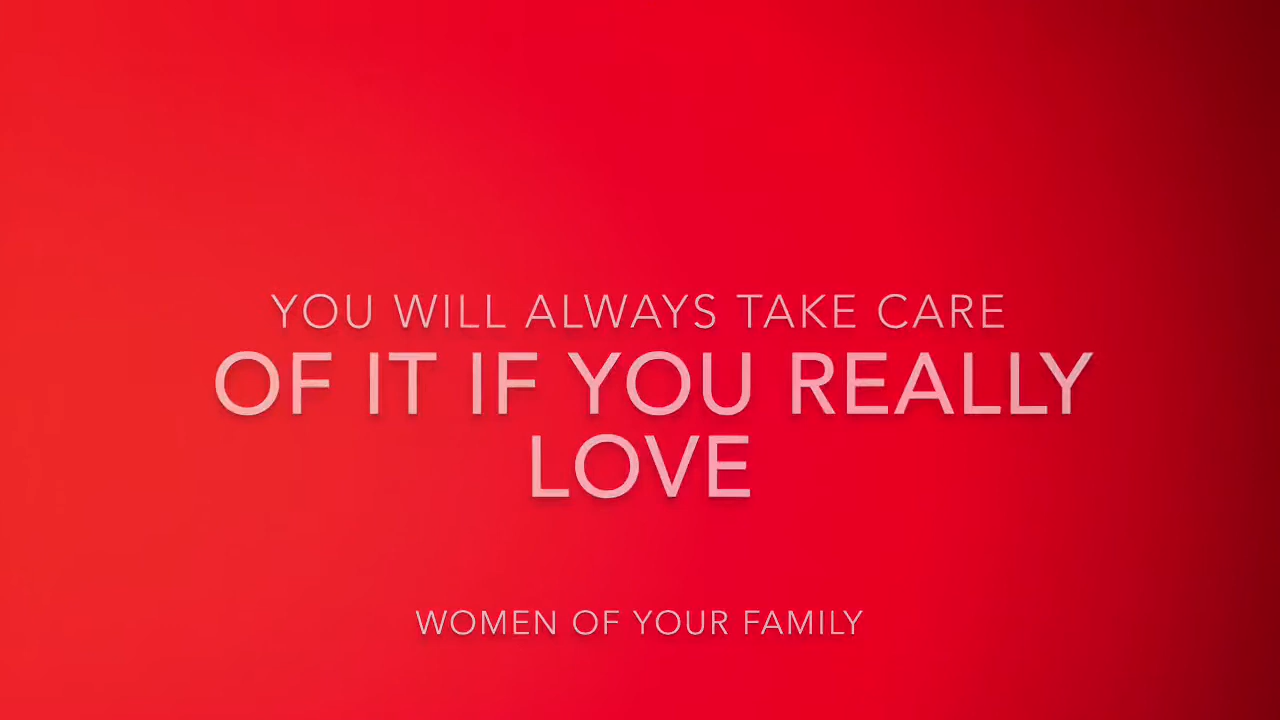 YOU WILL ALWAYS TAKE CARE
OF IT IF YOU REALLY
LOVE
WOMEN OF YOUR FAMILY